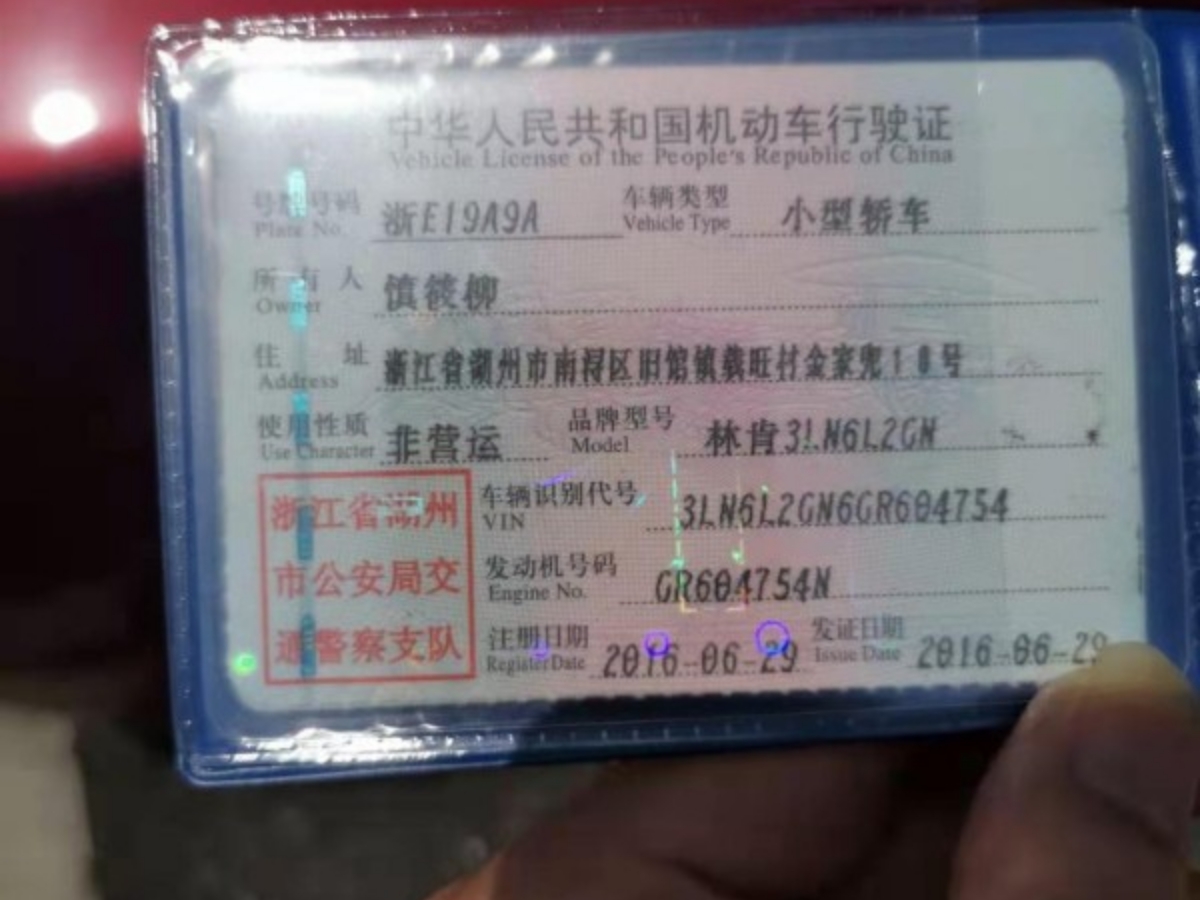 中华人民共和国机动车行驶证
Vehicle License of the People's Republic of China
号牌号码 浙E19A9A 车辆类型 小型轿车
Plate No. Vehicle Type
所有人 慎筱柳
Owner
住址 浙江省湖州市南浔区旧馆镇载旺村金家兜18号
Address
使用性质 非营运 品牌型号 林肯3LN6L2GN
Use Character Model
浙江省湖州 车辆识别代号 3LN6L2GN6GR604754
VIN
市公安局交 发动机号码 GR604754N
Engine No.
通警察支队 注册日期 2016-06-29 发证日期 2016-06-29
Register Date Issue Date